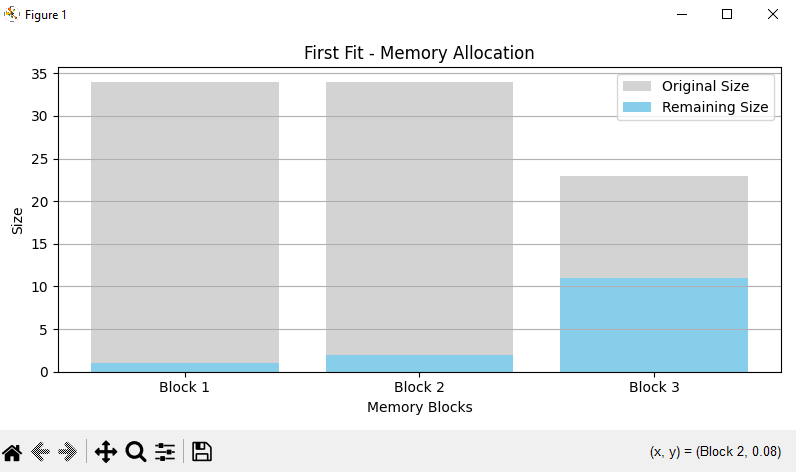 Figure 1
First Fit - Memory Allocation
Original Size
Remaining Size
Size
35
30
25
20
15
10
5
0
Block 1
Block 2
Block 3
Memory Blocks
(x, y) = (Block 2, 0.08)